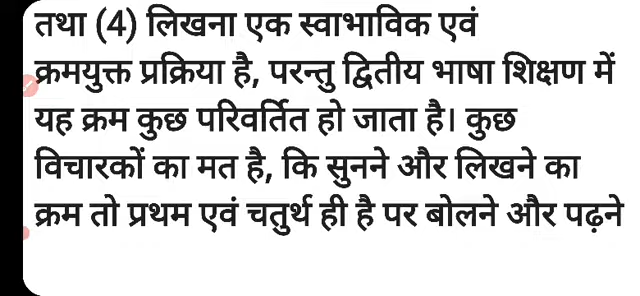 तथा (4) लिखना एक स्वाभाविक एवं
क्रमयुक्त प्रक्रिया है, परन्तु द्वितीय भाषा शिक्षण में
यह क्रम कुछ परिवर्तित हो जाता है। कुछ
विचारकों का मत है, कि सुनने और लिखने का
क्रम तो प्रथम एवं चतुर्थ ही है पर बोलने और पढ़ने